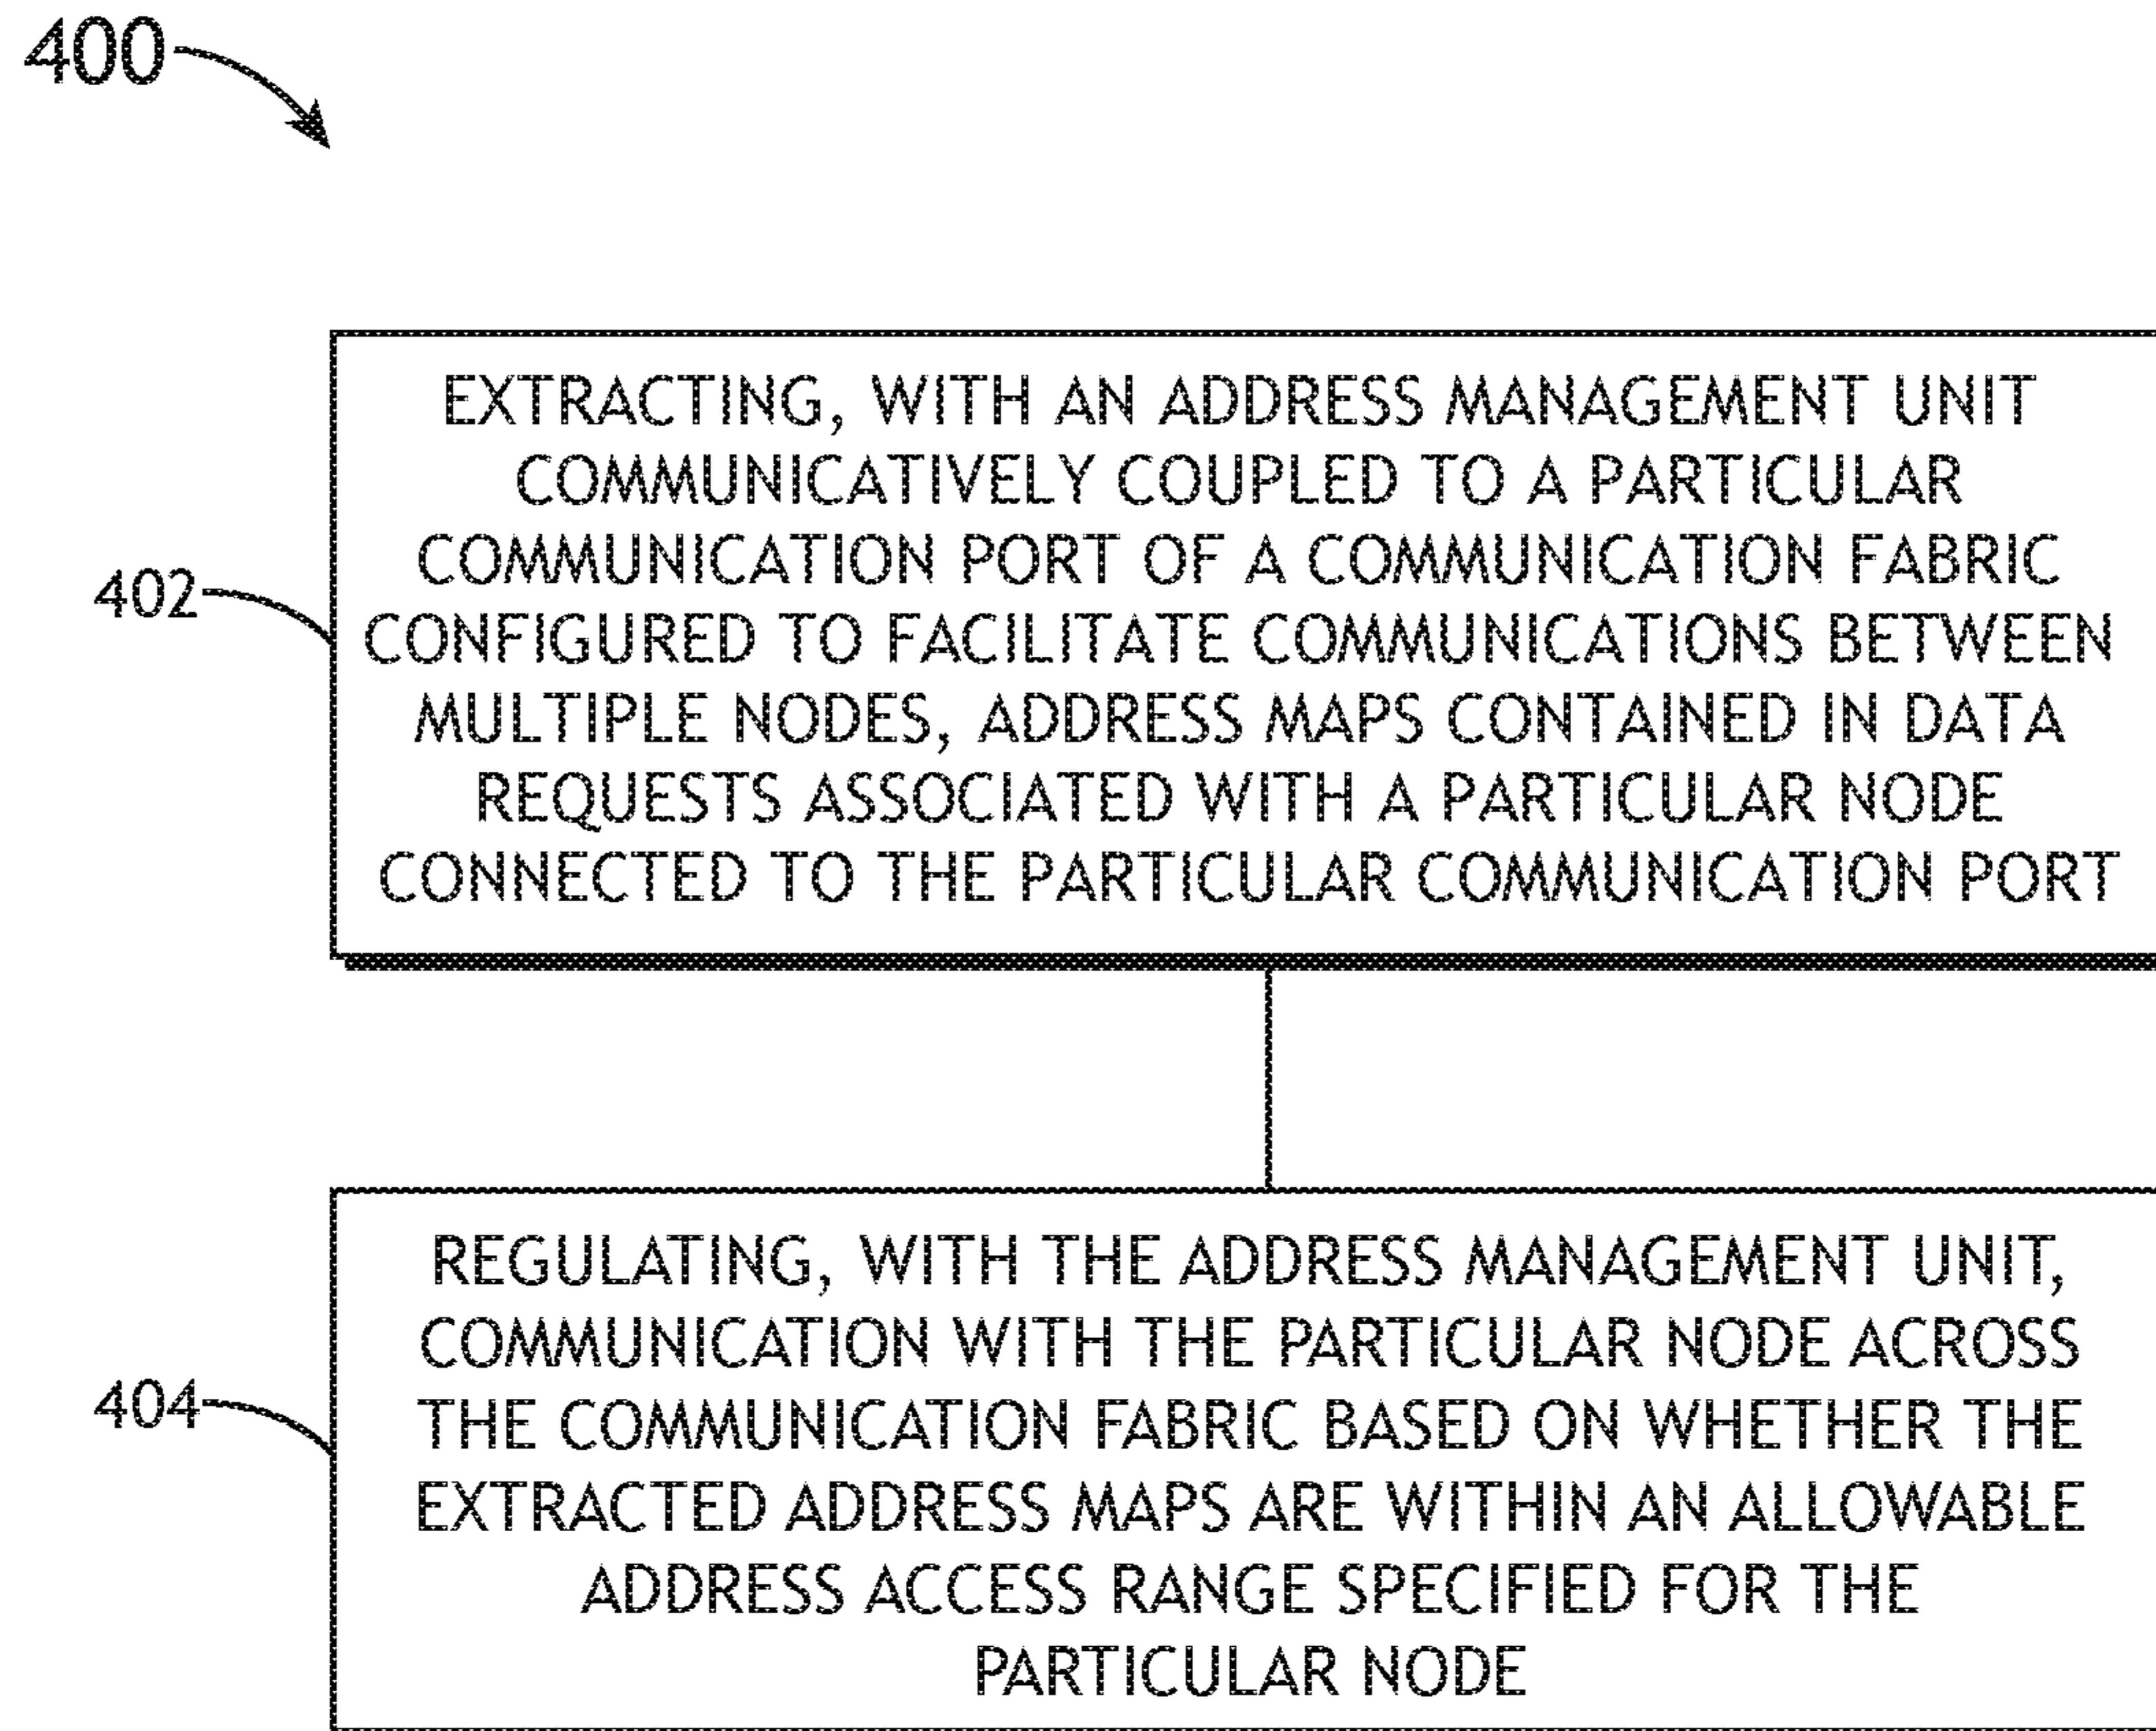 400
EXTRACTING, WITH AN ADDRESS MANAGEMENT UNIT
COMMUNICATIVELY COUPLED TO A PARTICULAR
COMMUNICATION PORT OF A COMMUNICATION FABRIC
402
CONFIGURED TO FACILITATE COMMUNICATIONS BETWEEN
MULTIPLE NODES, ADDRESS MAPS CONTAINED IN DATA
REQUESTS ASSOCIATED WITH A PARTICULAR NODE
CONNECTED TO THE PARTICULAR COMMUNICATION PORT
REGULATING, WITH THE ADDRESS MANAGEMENT UNIT,
COMMUNICATION WITH THE PARTICULAR NODE ACROSS
404
THE COMMUNICATION FABRIC BASED ON WHETHER THE
EXTRACTED ADDRESS MAPS ARE WITHIN AN ALLOWABLE
ADDRESS ACCESS RANGE SPECIFIED FOR THE
PARTICULAR NODE